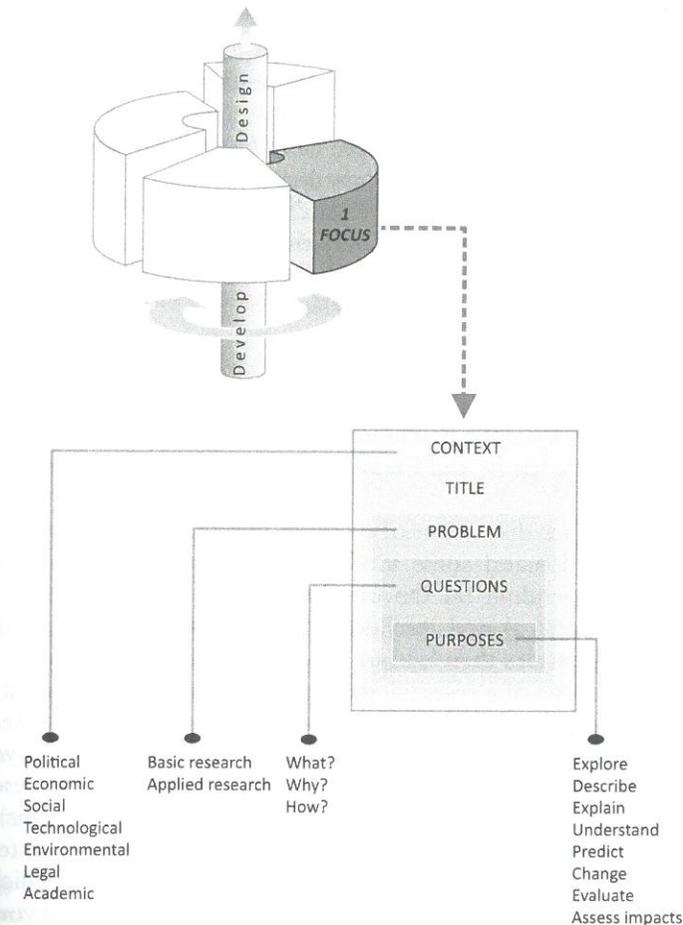 Design
1
FOCUS
Develop
CONTEXT
TITLE
PROBLEM
QUESTIONS
PURPOSES
Political
Economic
Social
Technological
Environmental
Legal
Academic
Basic research
Applied research
What?
Why?
How?
Explore
Describe
Explain
Understand
Predict
Change
Evaluate
Assess impacts